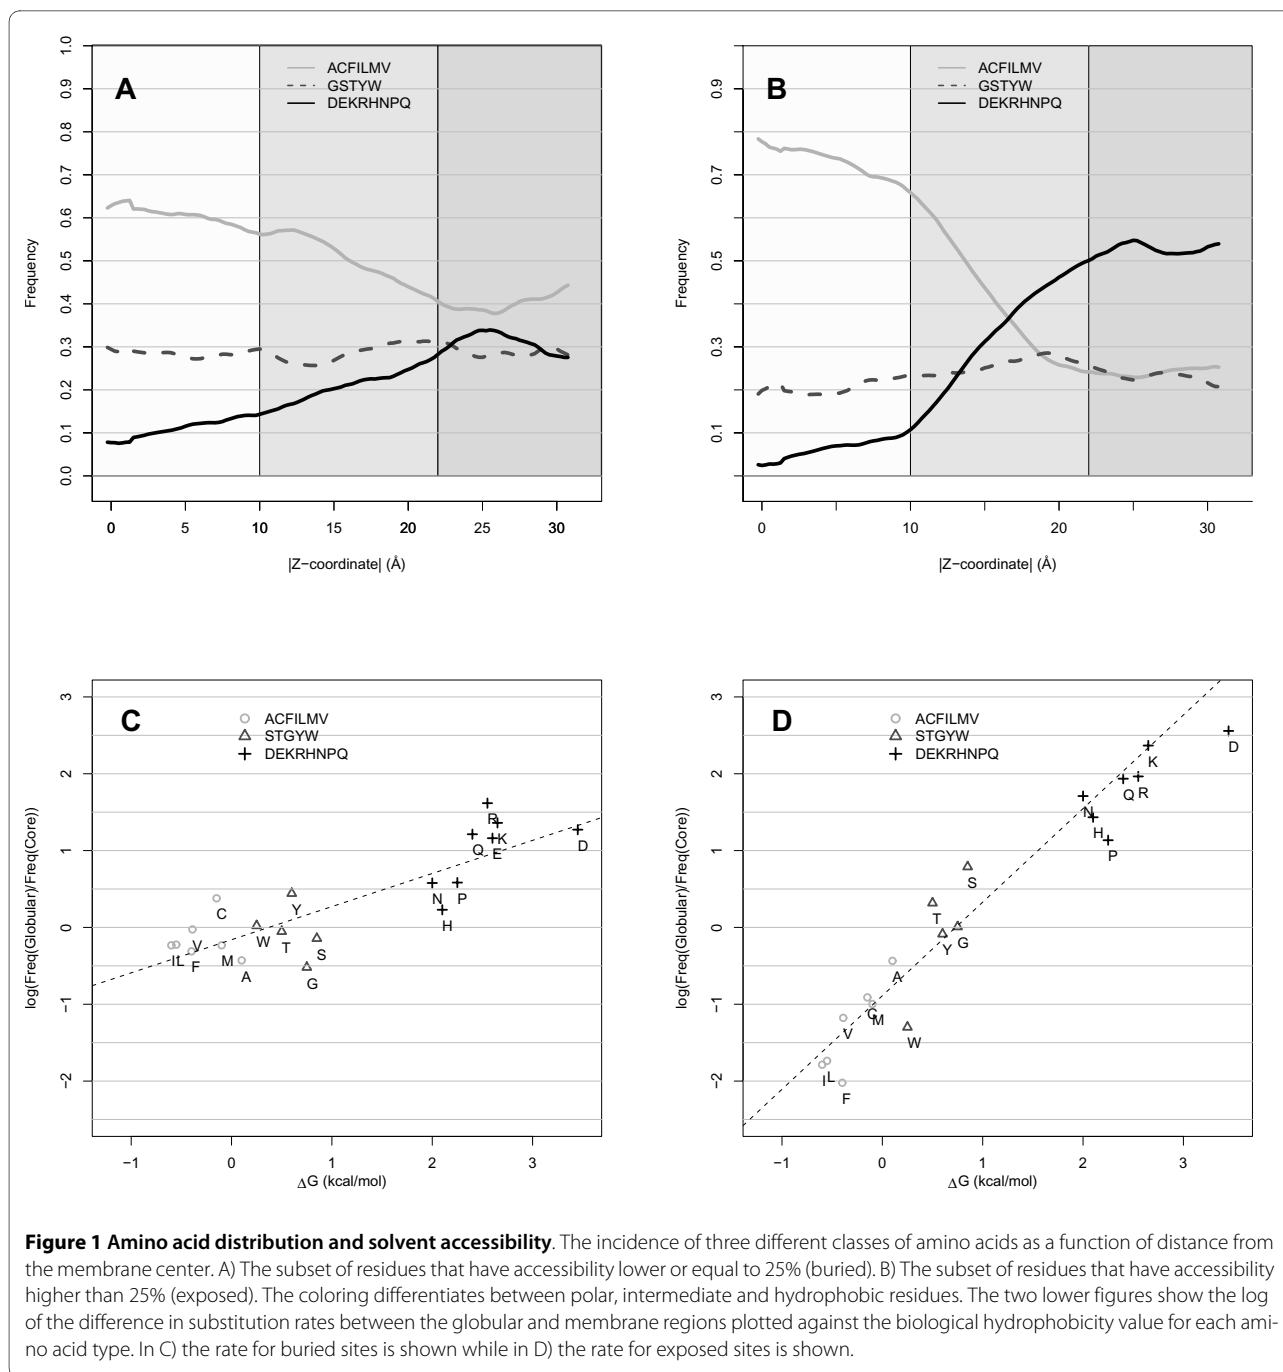 A
ACFILMV
GSTYW
DEKRHNPQ
Frequency
1.0
0.9
0.8
0.7
0.6
0.5
0.4
0.3
0.2
0.1
0.0
0 5 10 15 20 25 30
|Z−coordinate| (Å)
B
ACFILMV
GSTYW
DEKRHNPQ
Frequency
0.9
0.7
0.5
0.3
0.1
0 10 20 30
|Z−coordinate| (Å)
C
ACFILMV
STGYW
DEKRHNPQ
log(Freq(Globular)/Freq(Core))
3
2
1
0
−1
−2
R
K
Q
E
D
N
P
H
C
Y
V
W
T
S
I
L
F
M
A
G
−1 0 1 2 3
ΔG (kcal/mol)
D
ACFILMV
STGYW
DEKRHNPQ
log(Freq(Globular)/Freq(Core))
3
2
1
0
−1
−2
D
K
Q
R
N
H
P
S
T
G
Y
A
C
M
V
W
I
L
F
−1 0 1 2 3
ΔG (kcal/mol)
Figure 1 Amino acid distribution and solvent accessibility. The incidence of three different classes of amino acids as a function of distance from
the membrane center. A) The subset of residues that have accessibility lower or equal to 25% (buried). B) The subset of residues that have accessibility
higher than 25% (exposed). The coloring differentiates between polar, intermediate and hydrophobic residues. The two lower figures show the log
of the difference in substitution rates between the globular and membrane regions plotted against the biological hydrophobicity value for each ami-
no acid type. In C) the rate for buried sites is shown while in D) the rate for exposed sites is shown.